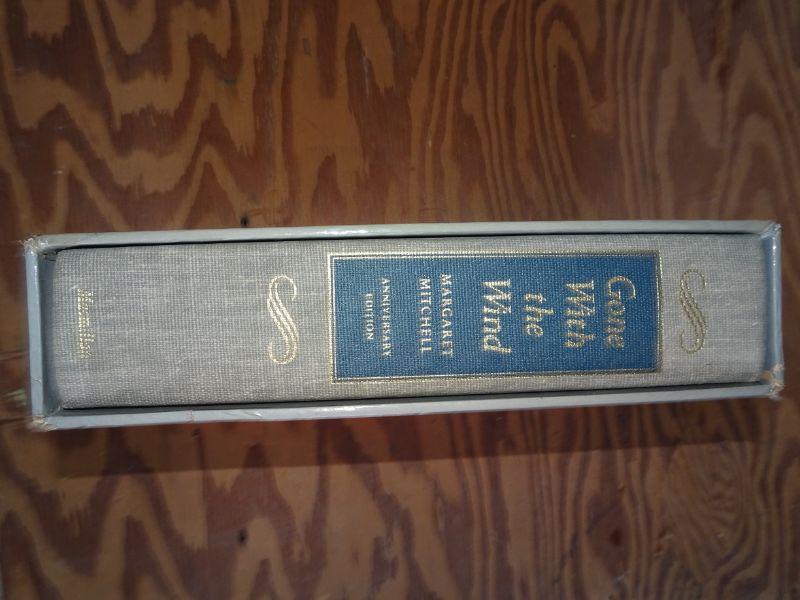 Gone
With
the
Wind
MARGARET
MITCHELL
ANNIVERSARY
EDITION
Macmillan